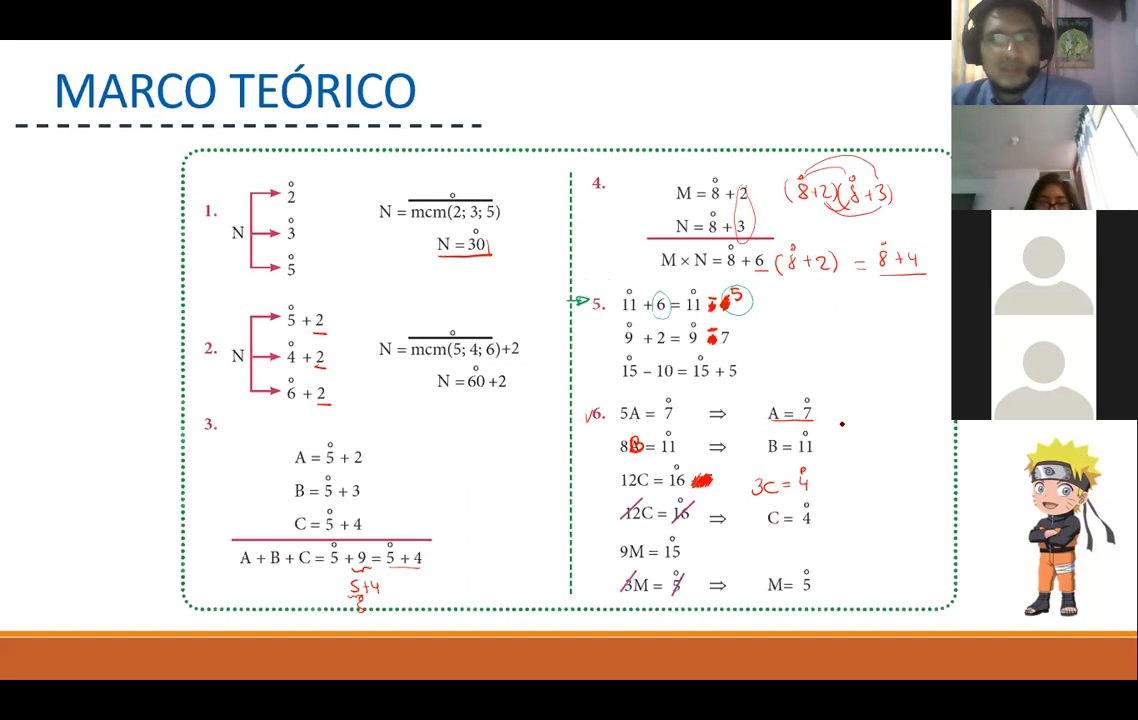 MARCO TEÓRICO
1.
N
2̊
3̊
5̊
N = mcm(2; 3; 5)
N = 30̊
2.
N
5̊ + 2
4̊ + 2
6̊ + 2
N = mcm(5; 4; 6)+2
N = 60̊ +2
3.
A = 5̊ + 2
B = 5̊ + 3
C = 5̊ + 4
A + B + C = 5̊ + 9 = 5̊ + 4
5+4
4.
M = 8̊ + 2
N = 8̊ + 3
M × N = 8̊ + 6 (8̊+2) = 8̊+4
(8̊+2)(8̊+3)
5.
11̊ + 6 = 11̊ - 5
9̊ + 2 = 9̊ - 7
15̊ – 10 = 15̊ + 5
6.
5A = 7̊ ⇒ A = 7̊
8B = 11̊ ⇒ B = 11̊
12C = 16̊
3C = 4̊
12C = 16̊ ⇒ C = 4̊
9M = 15̊
3M = 5̊ ⇒ M= 5̊